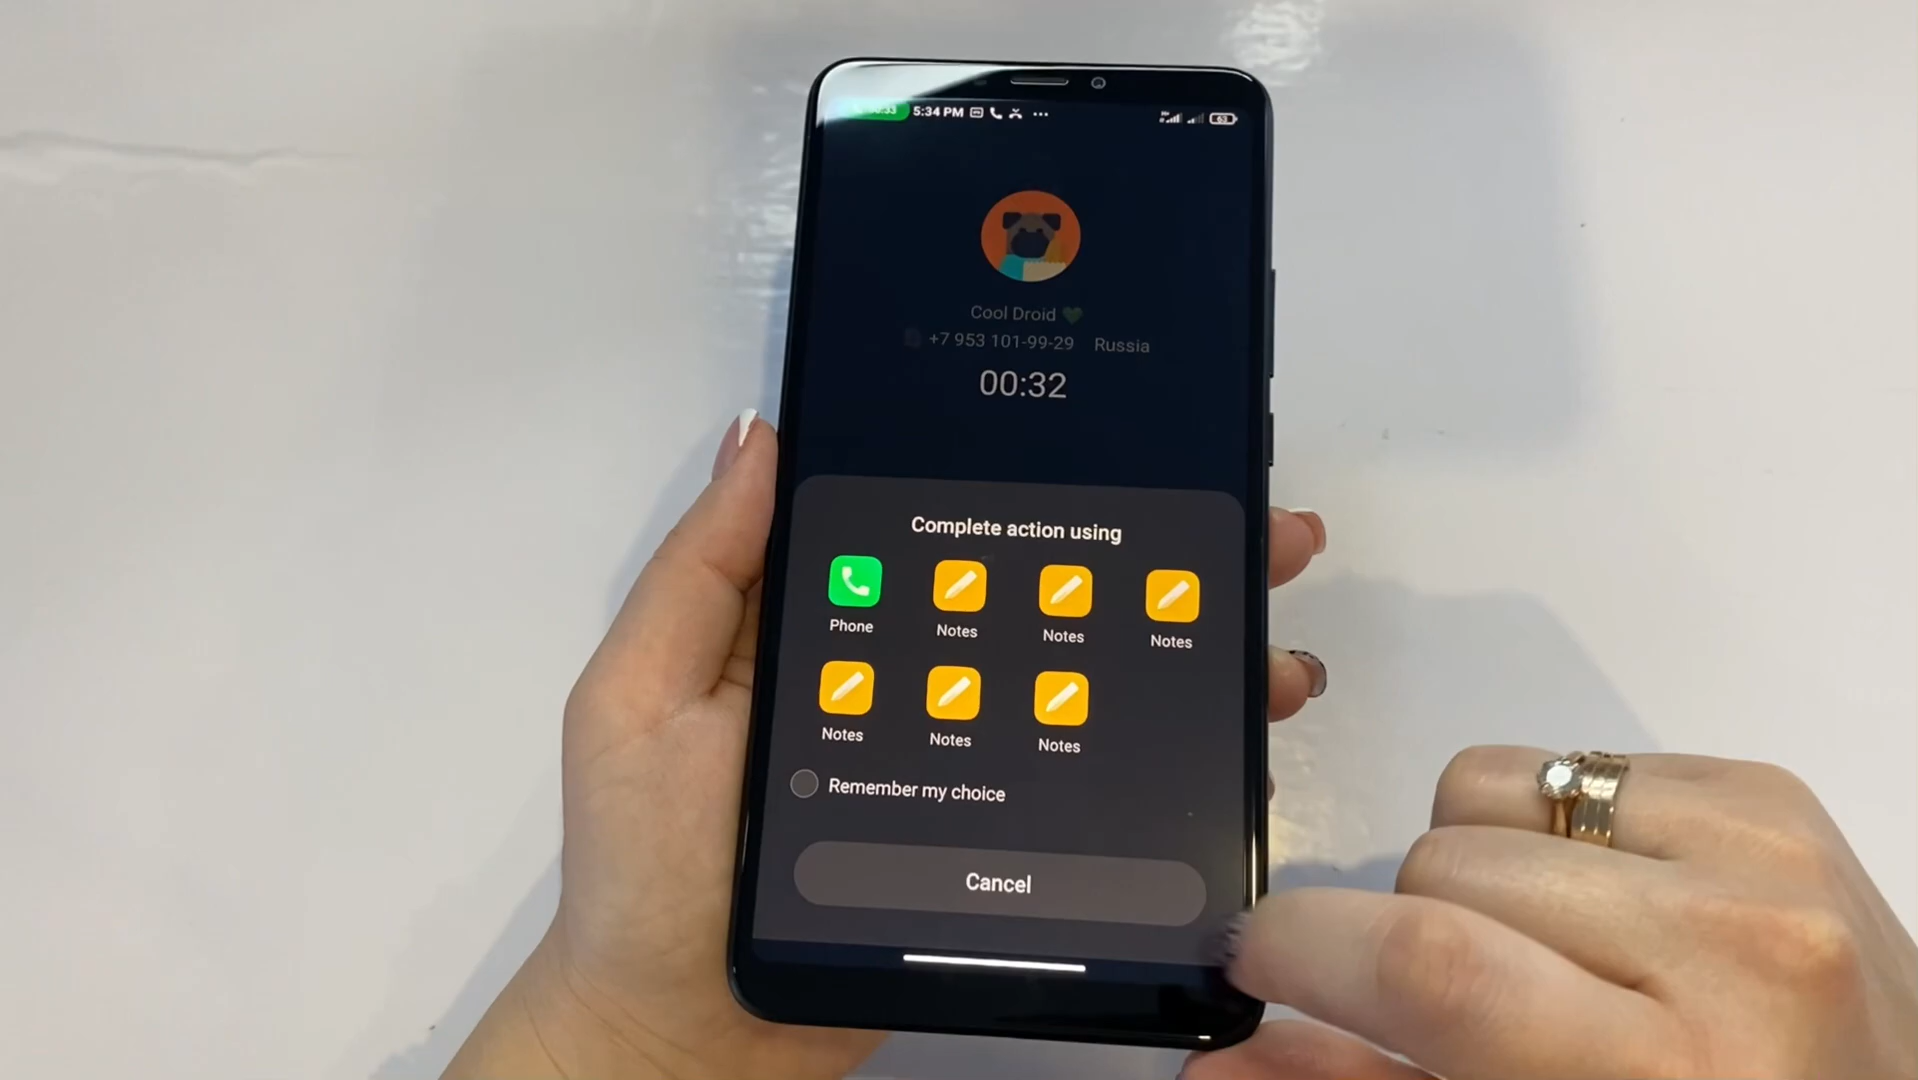 5:34 PM
63
Cool Droid
+7 953 101-99-29 Russia
00:32
Complete action using
Phone Notes Notes Notes
Notes Notes Notes
Remember my choice
Cancel